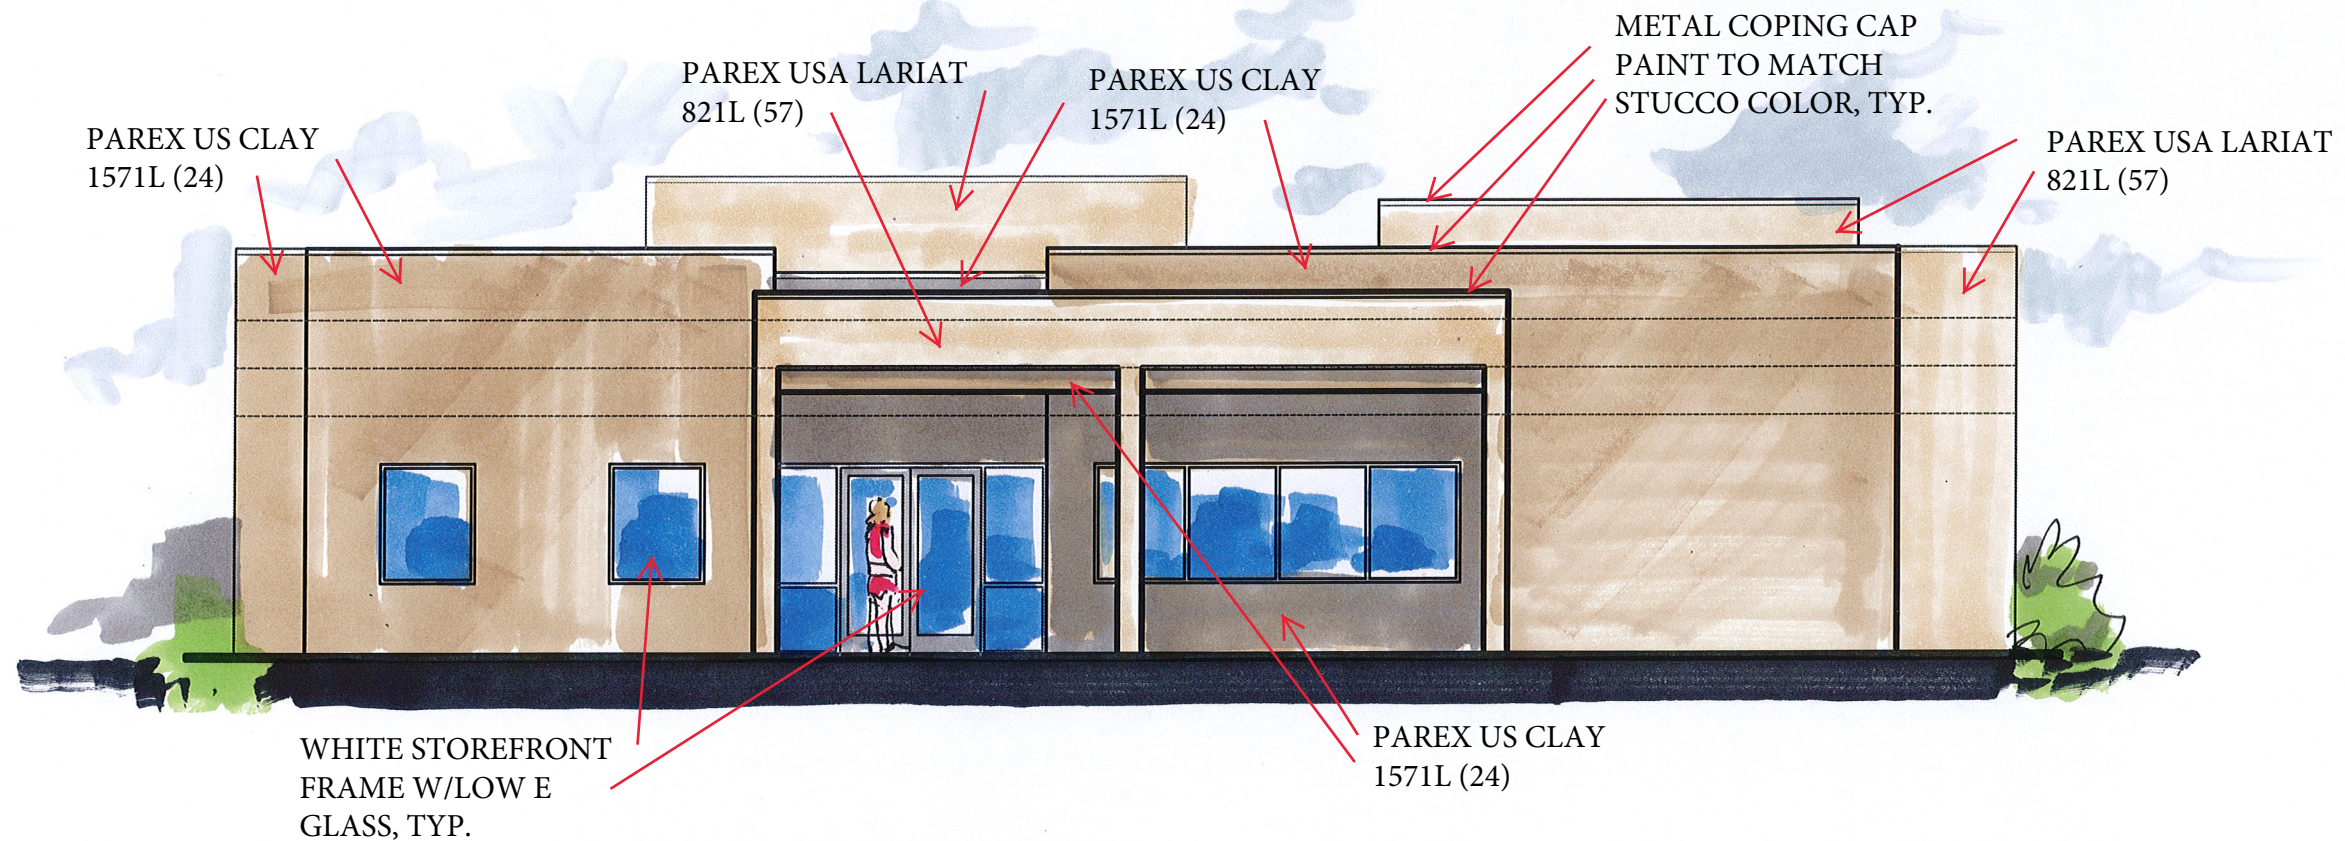 METAL COPING CAP
PAINT TO MATCH
STUCCO COLOR, TYP.
PAREX USA LARIAT
821L (57)
PAREX US CLAY
1571L (24)
PAREX US CLAY
1571L (24)
PAREX USA LARIAT
821L (57)
WHITE STOREFRONT
FRAME W/LOW E
GLASS, TYP.
PAREX US CLAY
1571L (24)